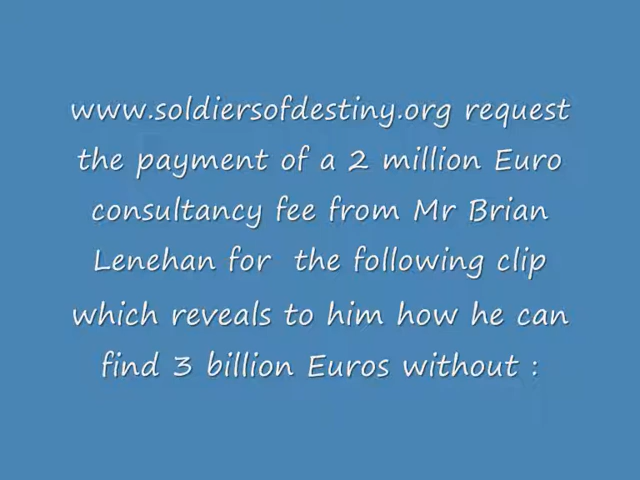 www.soldiersofdestiny.org request
the payment of a 2 million Euro
consultancy fee from Mr Brian
Lenehan for the following clip
which reveals to him how he can
find 3 billion Euros without :